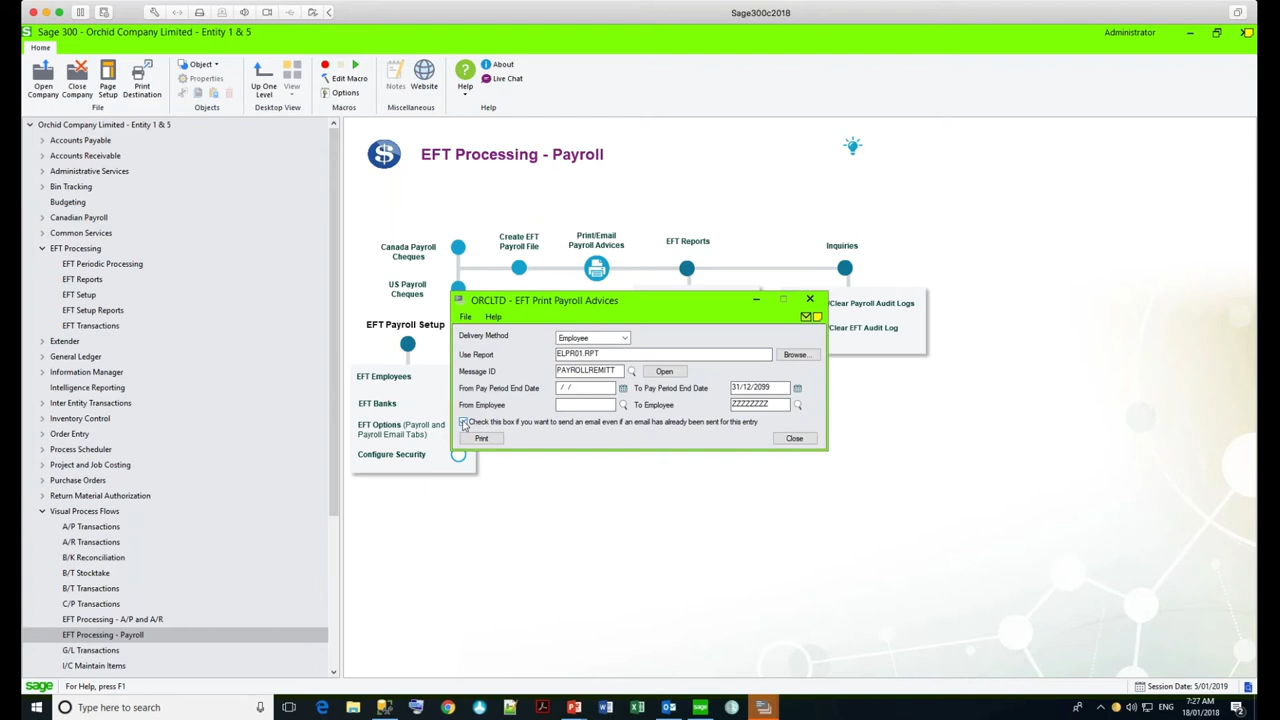 Sage300c2018
Sage 300 - Orchid Company Limited - Entity 1 & 5
Administrator
Home
Open Company
Close Company
Page Setup
Print Destination
File
Object
Properties
Objects
Up One Level
View
Desktop View
Edit Macro
Options
Macros
Notes
Website
Miscellaneous
Help
About
Live Chat
Help
Orchid Company Limited - Entity 1 & 5
Accounts Payable
Accounts Receivable
Administrative Services
Bin Tracking
Budgeting
Canadian Payroll
Common Services
EFT Processing
EFT Periodic Processing
EFT Reports
EFT Setup
EFT Setup Reports
EFT Transactions
Extender
General Ledger
Information Manager
Intelligence Reporting
Inter Entity Transactions
Inventory Control
Order Entry
Process Scheduler
Project and Job Costing
Purchase Orders
Return Material Authorization
Visual Process Flows
A/P Transactions
A/R Transactions
B/K Reconciliation
B/T Stocktake
B/T Transactions
C/P Transactions
EFT Processing - A/P and A/R
EFT Processing - Payroll
G/L Transactions
I/C Maintain Items
EFT Processing - Payroll
Canada Payroll
Cheques
Create EFT
Payroll File
Print/Email
Payroll Advices
EFT Reports
Inquiries
US Payroll
Cheques
/Clear Payroll Audit Logs
/Clear EFT Audit Log
EFT Payroll Setup
EFT Employees
EFT Banks
EFT Options (Payroll and
Payroll Email Tabs)
Configure Security
ORCLTD - EFT Print Payroll Advices
File Help
Delivery Method Employee
Use Report ELPR01.RPT Browse...
Message ID PAYROLLREMITT Open
From Pay Period End Date / / To Pay Period End Date 31/12/2099
From Employee To Employee ZZZZZZZZ
Check this box if you want to send an email even if an email has already been sent for this entry
Print Close
sage For Help, press F1
Session Date: 5/01/2019
Type here to search
sage
ENG
7:27 AM
18/01/2018
2